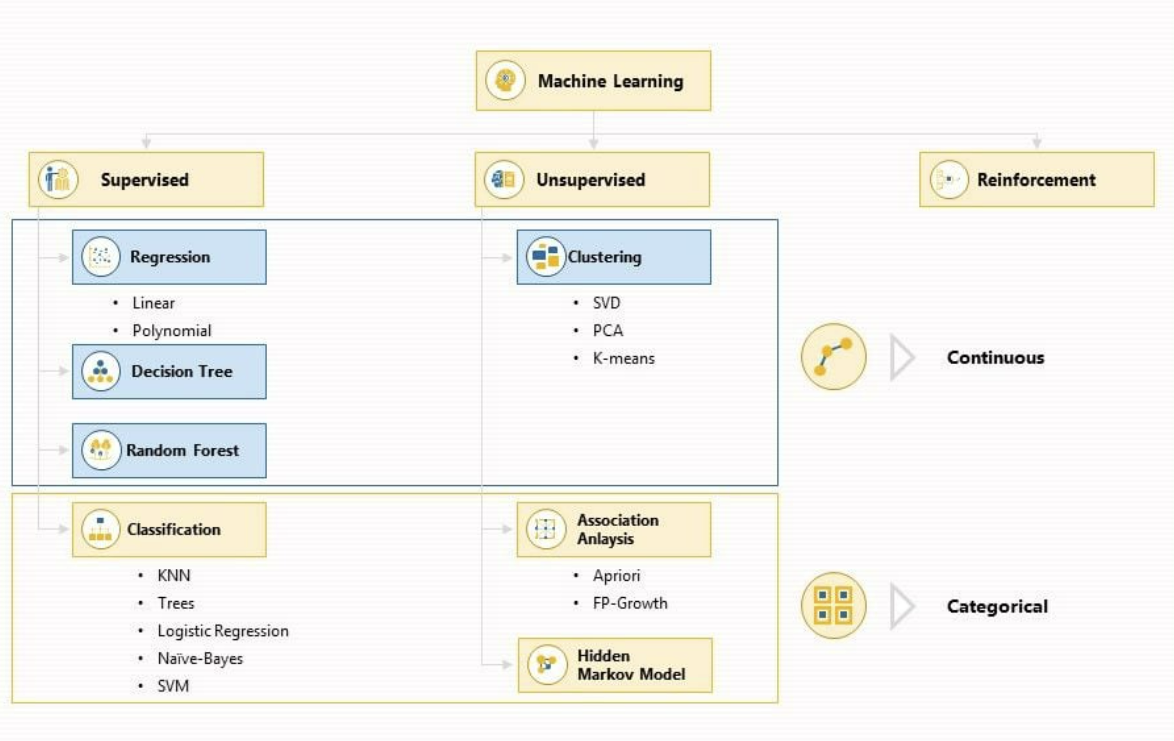 Machine Learning
Supervised
Unsupervised
Reinforcement
Regression
• Linear
• Polynomial
Decision Tree
Random Forest
Clustering
• SVD
• PCA
• K-means
Continuous
Classification
• KNN
• Trees
• Logistic Regression
• Naïve-Bayes
• SVM
Association
Anlaysis
• Apriori
• FP-Growth
Hidden
Markov Model
Categorical